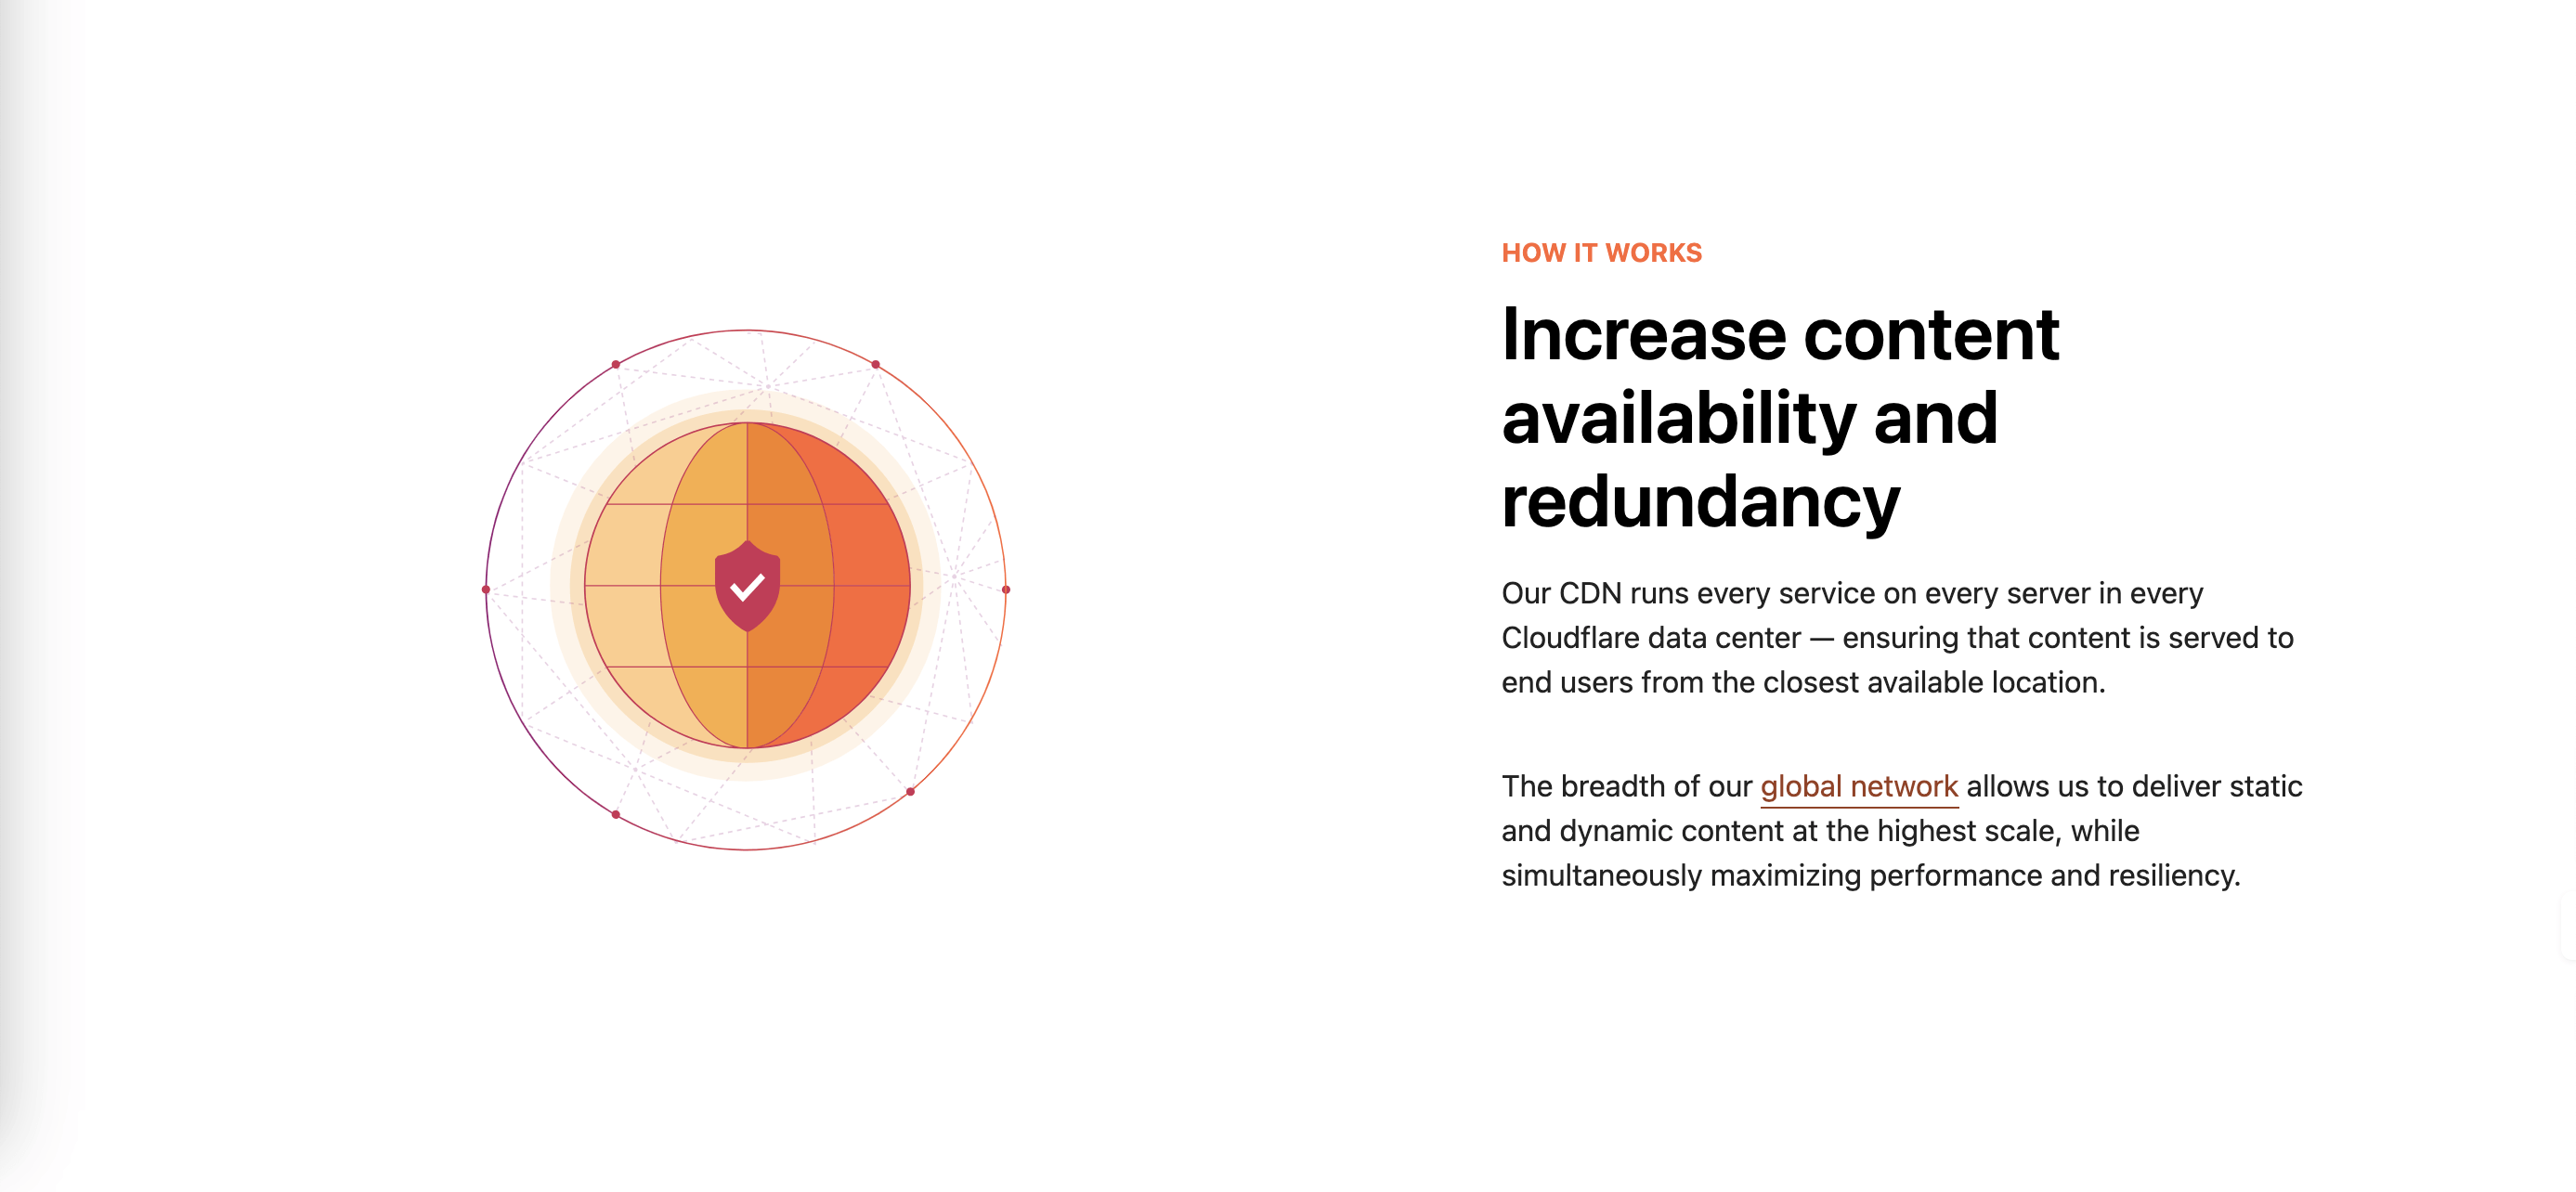 HOW IT WORKS
Increase content
availability and
redundancy
Our CDN runs every service on every server in every
Cloudflare data center — ensuring that content is served to
end users from the closest available location.
The breadth of our global network allows us to deliver static
and dynamic content at the highest scale, while
simultaneously maximizing performance and resiliency.